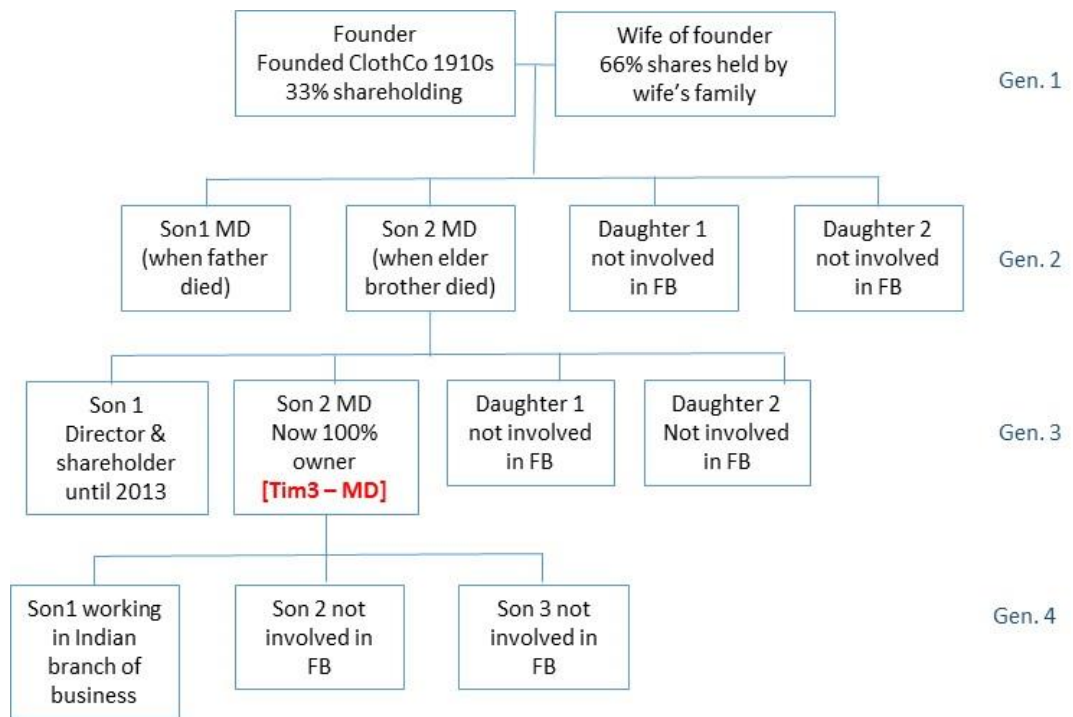 Founder
Founded ClothCo 1910s
33% shareholding
Wife of founder
66% shares held by
wife's family
Gen. 1
Son1 MD
(when father
died)
Son 2 MD
(when elder
brother died)
Daughter 1
not involved
in FB
Daughter 2
not involved
in FB
Gen. 2
Son 1
Director &
shareholder
until 2013
Son 2 MD
Now 100%
owner
[Tim3 – MD]
Daughter 1
not involved
in FB
Daughter 2
Not involved
in FB
Gen. 3
Son1 working
in Indian
branch of
business
Son 2 not
involved in
FB
Son 3 not
involved in
FB
Gen. 4